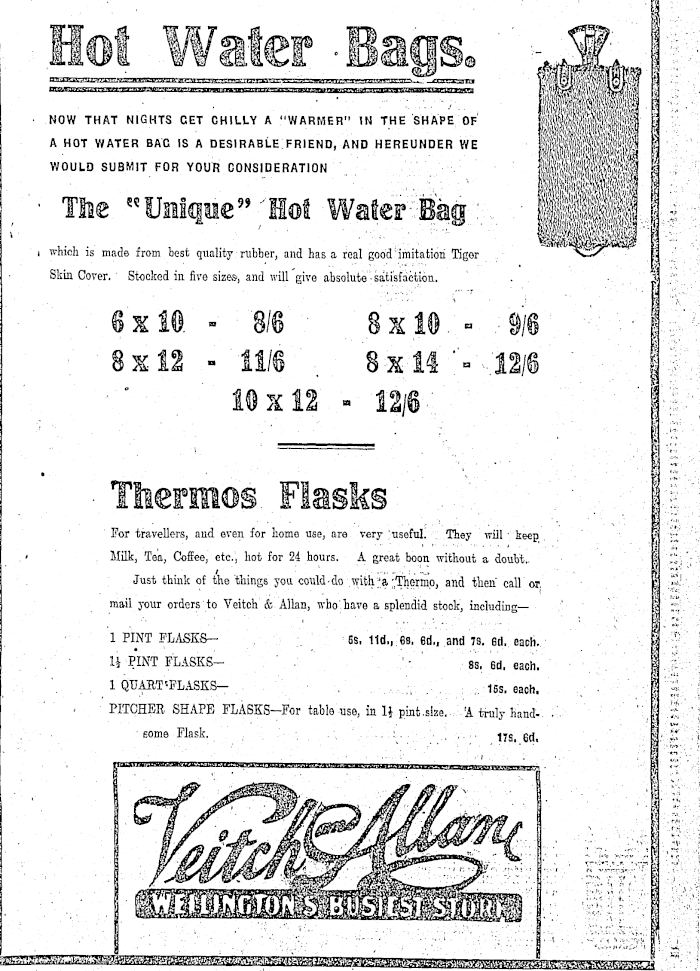 Hot Water Bags.
NOW THAT NIGHTS GET CHILLY A "WARMER" IN THE SHAPE OF
A HOT WATER BAG IS A DESIRABLE FRIEND, AND HEREUNDER WE
WOULD SUBMIT FOR YOUR CONSIDERATION
The "Unique" Hot Water Bag
which is made from best quality rubber, and has a real good imitation Tiger
Skin Cover. Stocked in five sizes, and will give absolute satisfaction.
6 x 10 - 8/6 8 x 10 - 9/6
8 x 12 - 11/6 8 x 14 - 12/6
10 x 12 - 12/6
Thermos Flasks
For travellers, and even for home use, are very useful. They will keep
Milk, Tea, Coffee, etc., hot for 24 hours. A great boon without a doubt.
Just think of the things you could do with a Thermo, and then call or
mail your orders to Veitch & Allan, who have a splendid stock, including—
1 PINT FLASKS— 5s. 11d., 6s. 6d., and 7s. 6d. each.
1½ PINT FLASKS— 8s. 6d. each.
1 QUART FLASKS— 15s. each.
PITCHER SHAPE FLASKS—For table use, in 1½ pint size. A truly hand-
some Flask. 17s. 6d.
Veitch and Allan
WELLINGTON'S BUSIEST STORE